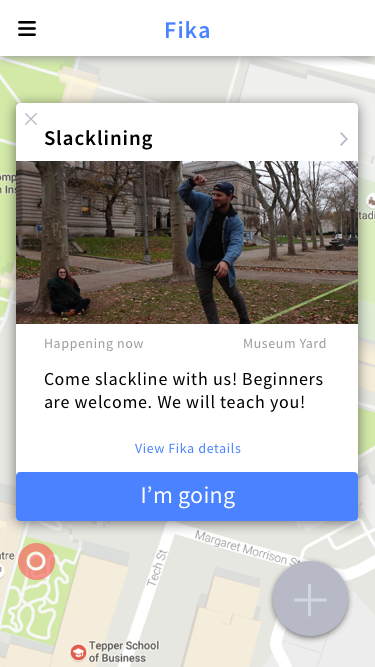 Fika
Slacklining
Happening now
Museum Yard
Come slackline with us! Beginners
are welcome. We will teach you!
View Fika details
I'm going
Margaret Morrison St
Tech St
Tepper School
of Business